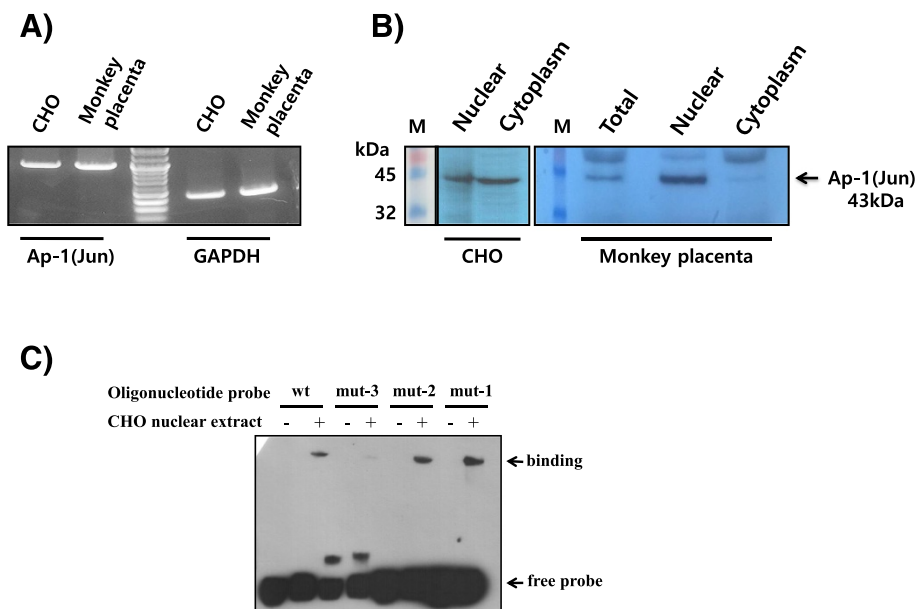 A)
CHO
Monkey
placenta
CHO
Monkey
placenta
Ap-1(Jun)
GAPDH
B)
M
Nuclear
Cytoplasm
M
Total
Nuclear
Cytoplasm
kDa
45
32
Ap-1(Jun)
43kDa
CHO
Monkey placenta
C)
Oligonucleotide probe wt mut-3 mut-2 mut-1
CHO nuclear extract - + - + - + - +
binding
free probe